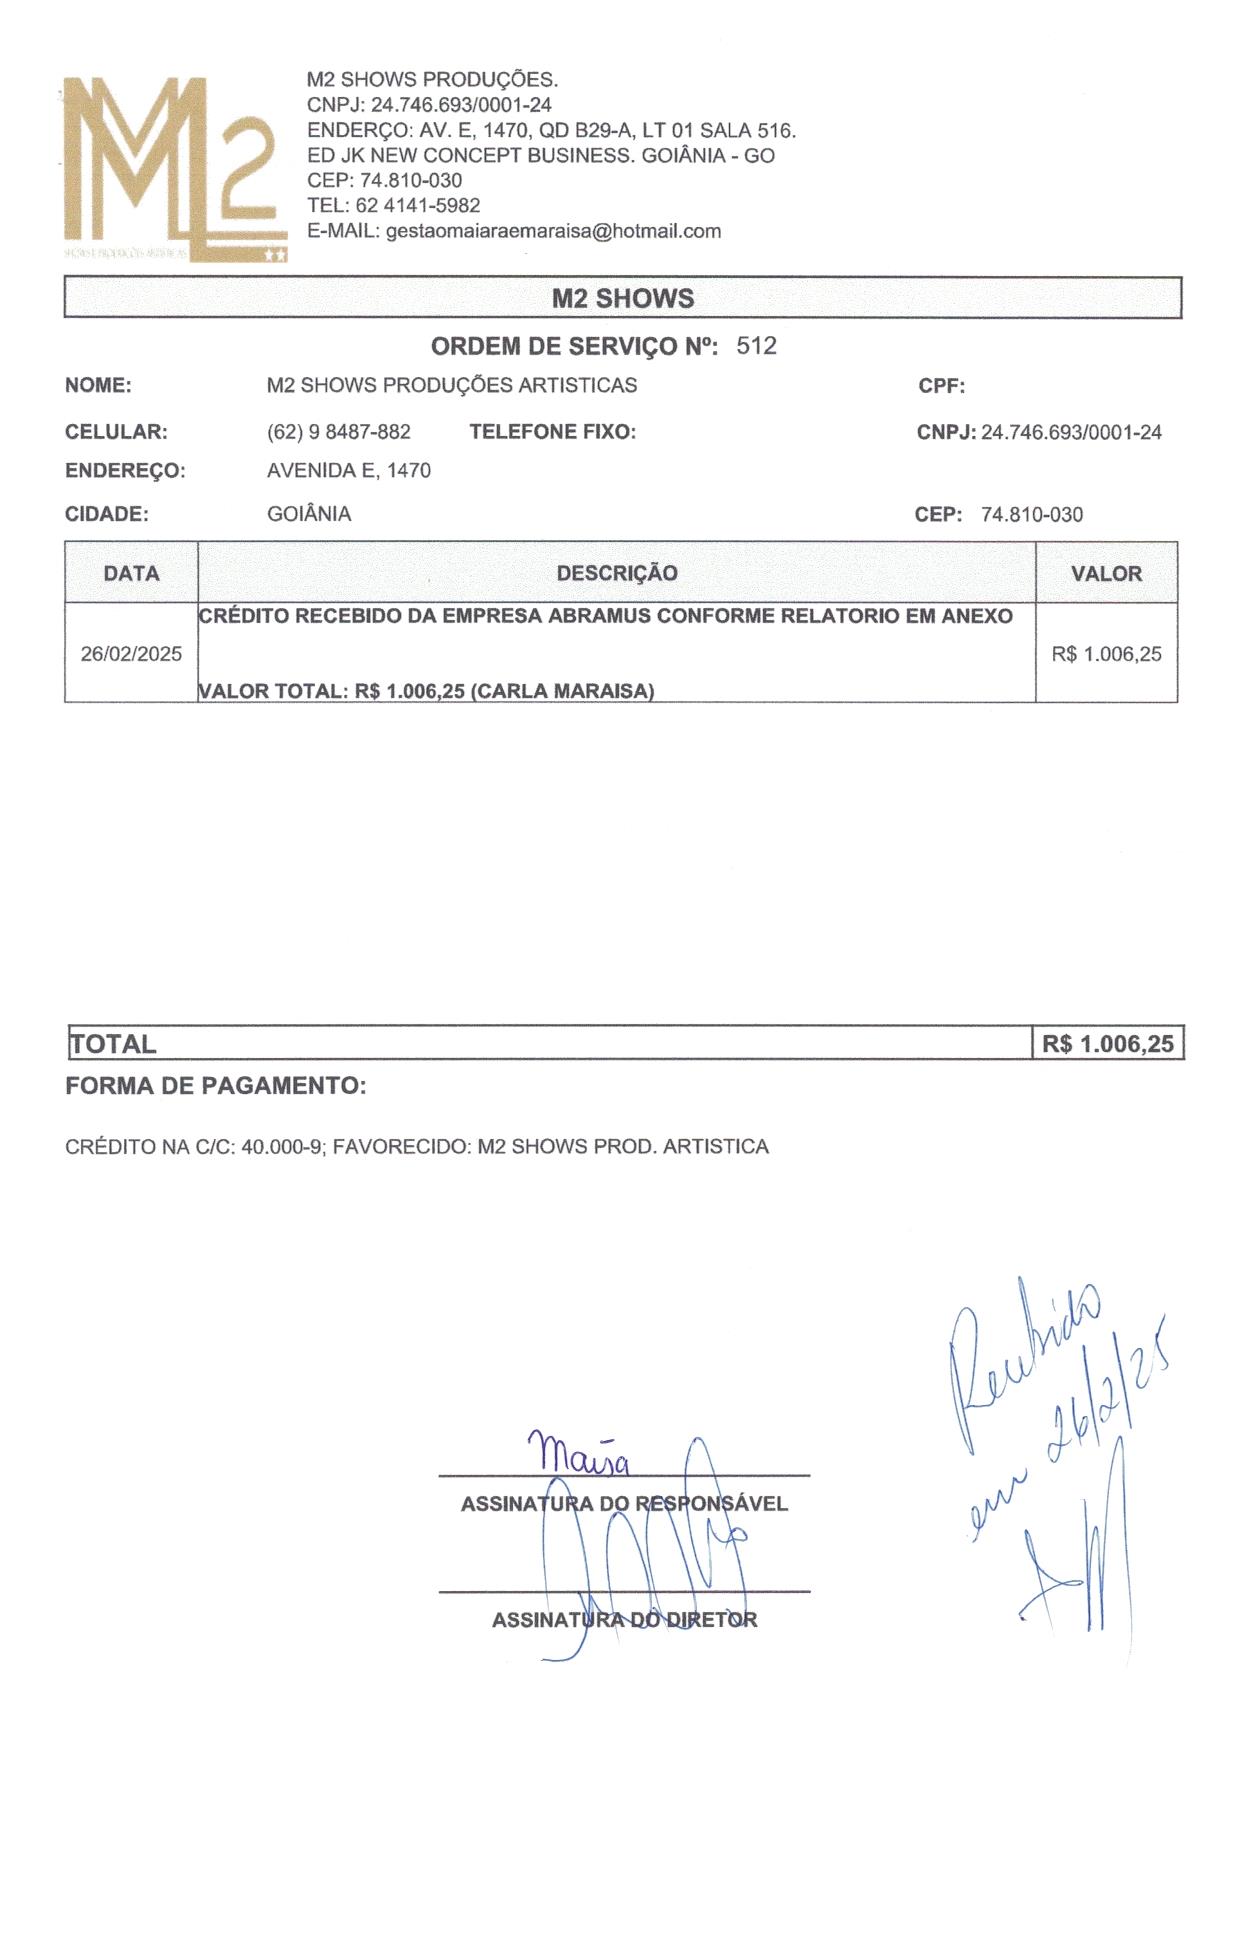 M2 SHOWS PRODUÇÕES.
CNPJ: 24.746.693/0001-24
ENDERÇO: AV. E, 1470, QD B29-A, LT 01 SALA 516.
ED JK NEW CONCEPT BUSINESS. GOIÂNIA - GO
CEP: 74.810-030
TEL: 62 4141-5982
E-MAIL: gestaomaiaraemaraisa@hotmail.com
M2
SHOWS E PRODUÇÕES ARTISTICAS
M2 SHOWS
ORDEM DE SERVIÇO Nº: 512
NOME: M2 SHOWS PRODUÇÕES ARTISTICAS CPF:
CELULAR: (62) 9 8487-882 TELEFONE FIXO: CNPJ: 24.746.693/0001-24
ENDEREÇO: AVENIDA E, 1470
CIDADE: GOIÂNIA CEP: 74.810-030
DATA DESCRIÇÃO VALOR
CRÉDITO RECEBIDO DA EMPRESA ABRAMUS CONFORME RELATORIO EM ANEXO
26/02/2025 R$ 1.006,25
VALOR TOTAL: R$ 1.006,25 (CARLA MARAISA)
TOTAL R$ 1.006,25
FORMA DE PAGAMENTO:
CRÉDITO NA C/C: 40.000-9; FAVORECIDO: M2 SHOWS PROD. ARTISTICA
Recebido
em 26/2/25
Maisa
ASSINATURA DO RESPONSÁVEL
ASSINATURA DO DIRETOR